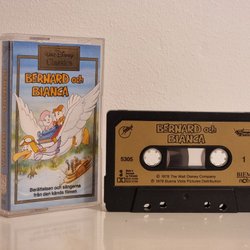 WALT DISNEY
Classics
BERNARD och
BIANCA
Berättelsen och sångerna
från den kända filmen
BERNARD och
BIANCA
5305
1
© 1978 The Walt Disney Company
© 1978 Buena Vista Pictures Distribution